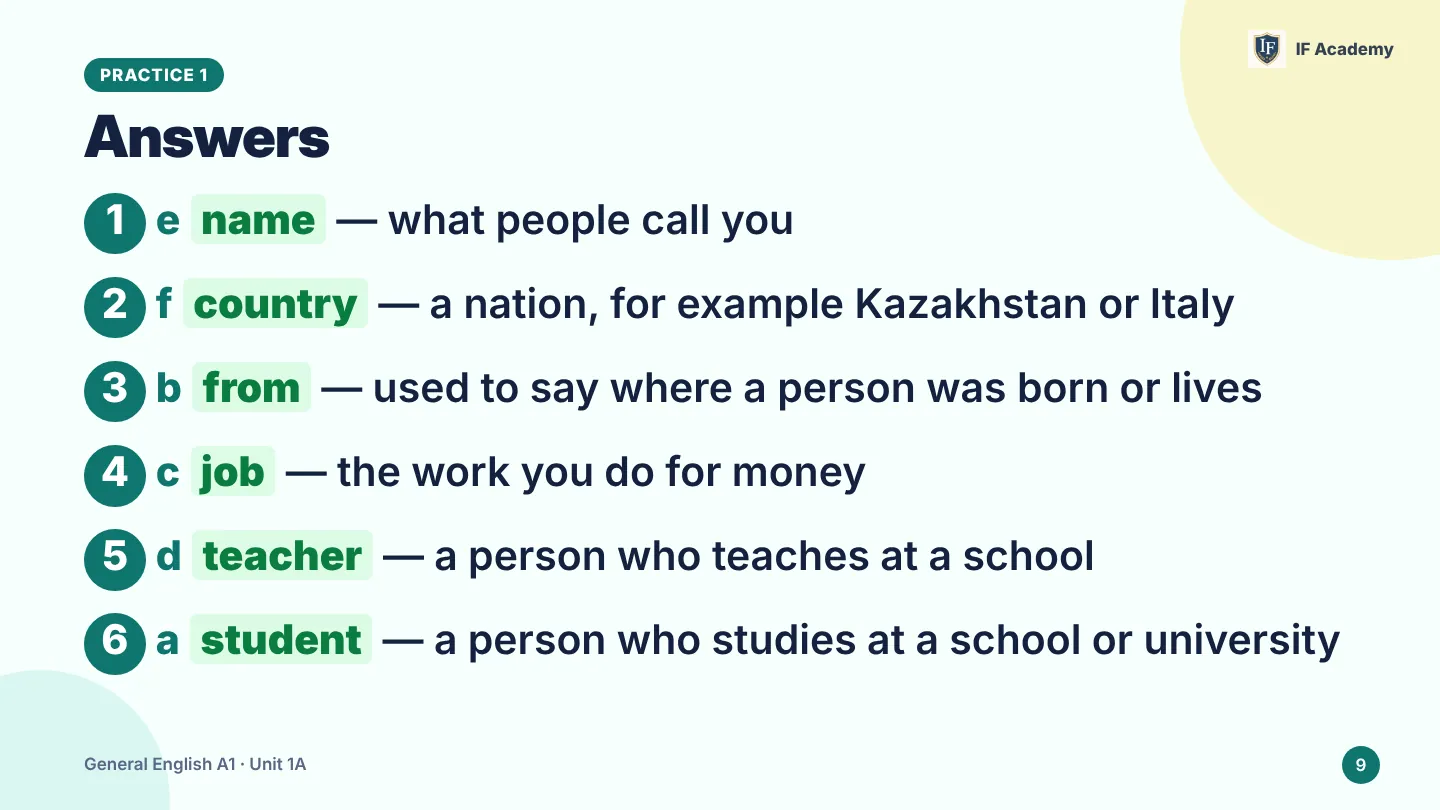 IF
IF Academy
PRACTICE 1
Answers
1 e name — what people call you
2 f country — a nation, for example Kazakhstan or Italy
3 b from — used to say where a person was born or lives
4 c job — the work you do for money
5 d teacher — a person who teaches at a school
6 a student — a person who studies at a school or university
General English A1 · Unit 1A
9